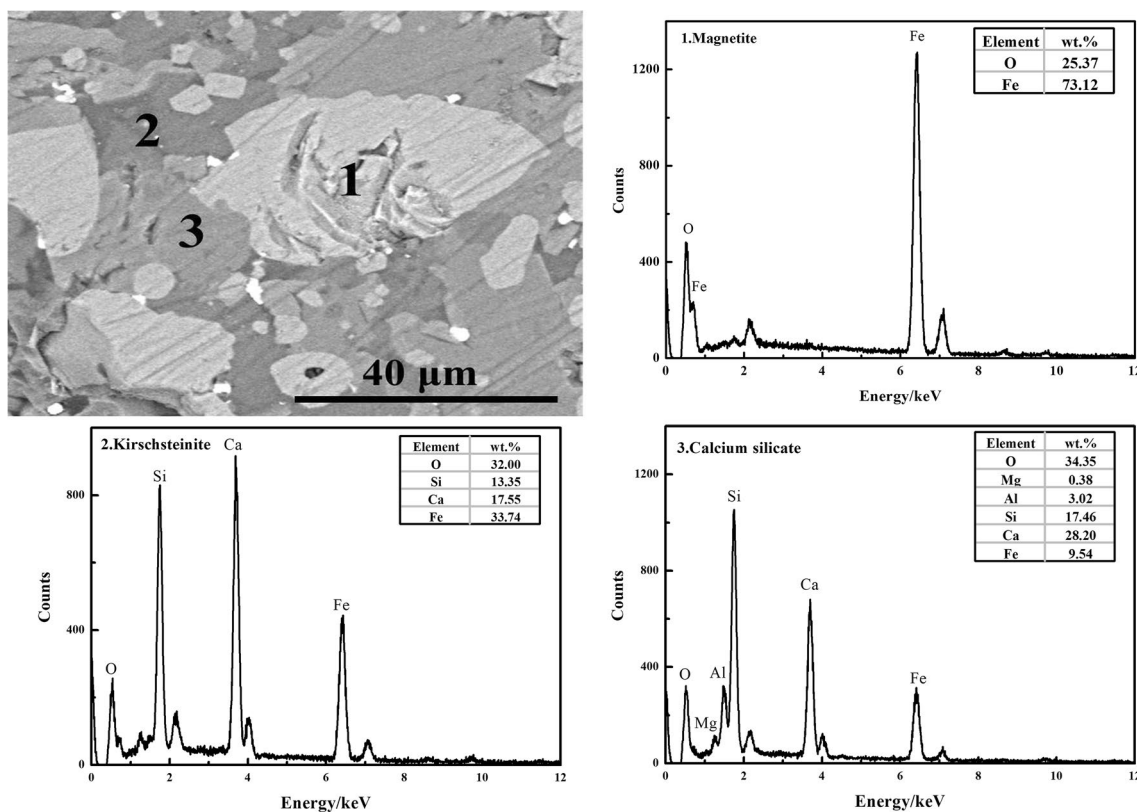 2
1
3
40 μm
1.Magnetite
Element wt.%
O 25.37
Fe 73.12
Fe
O
Fe
Counts
1200
800
400
0
0 2 4 6 8 10 12
Energy/keV
2.Kirschsteinite
Element wt.%
O 32.00
Si 13.35
Ca 17.55
Fe 33.74
Ca
Si
Fe
O
Counts
800
400
0
0 2 4 6 8 10 12
Energy/keV
3.Calcium silicate
Element wt.%
O 34.35
Mg 0.38
Al 3.02
Si 17.46
Ca 28.20
Fe 9.54
Si
Ca
O
Al
Fe
Mg
Counts
1200
800
400
0
0 2 4 6 8 10 12
Energy/keV